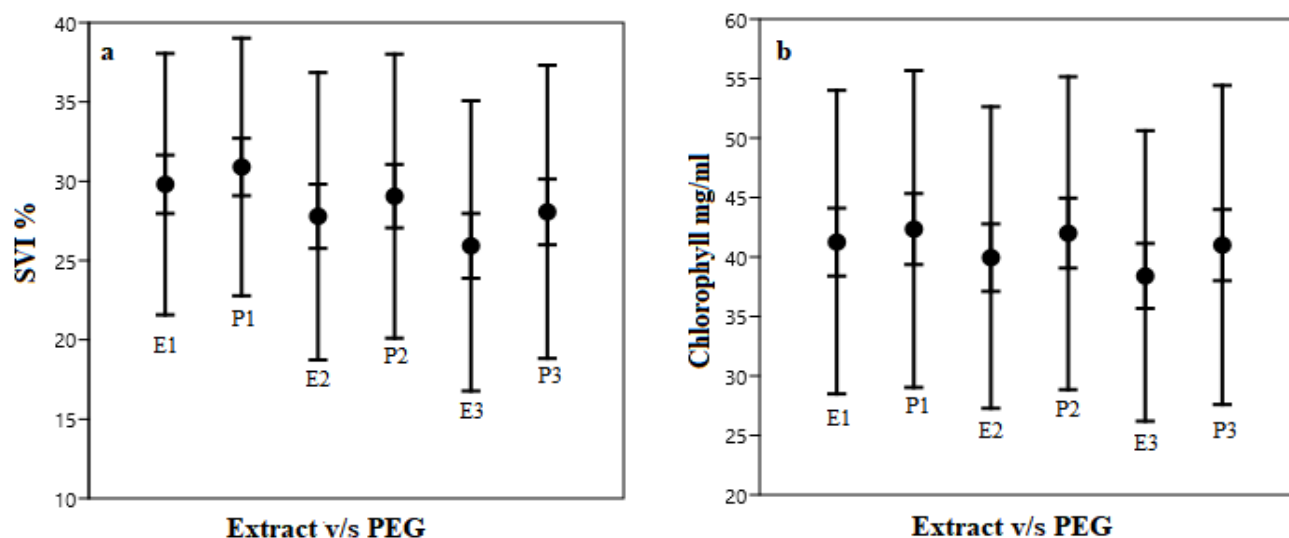 a
SVI %
40
35
30
25
20
15
10
E1
P1
E2
P2
E3
P3
Extract v/s PEG
b
Chlorophyll mg/ml
60
55
50
45
40
35
30
25
20
E1
P1
E2
P2
E3
P3
Extract v/s PEG